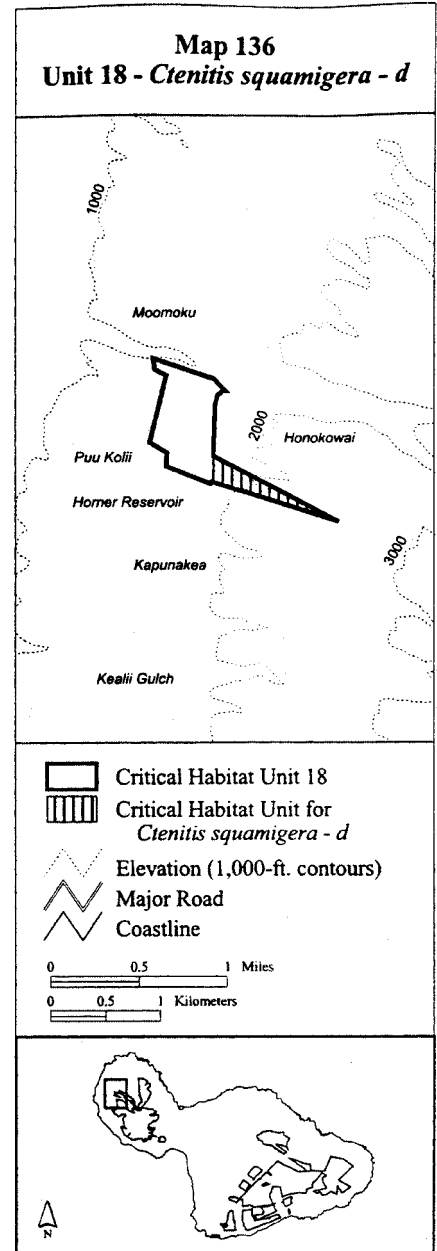 Map 136
Unit 18 - Ctenitis squamigera - d
1000
Moomoku
2000
Honokowai
Puu Kolii
Horner Reservoir
3000
Kapunakea
Kealii Gulch
Critical Habitat Unit 18
Critical Habitat Unit for
Ctenitis squamigera - d
Elevation (1,000-ft. contours)
Major Road
Coastline
0 0.5 1 Miles
0 0.5 1 Kilometers
N